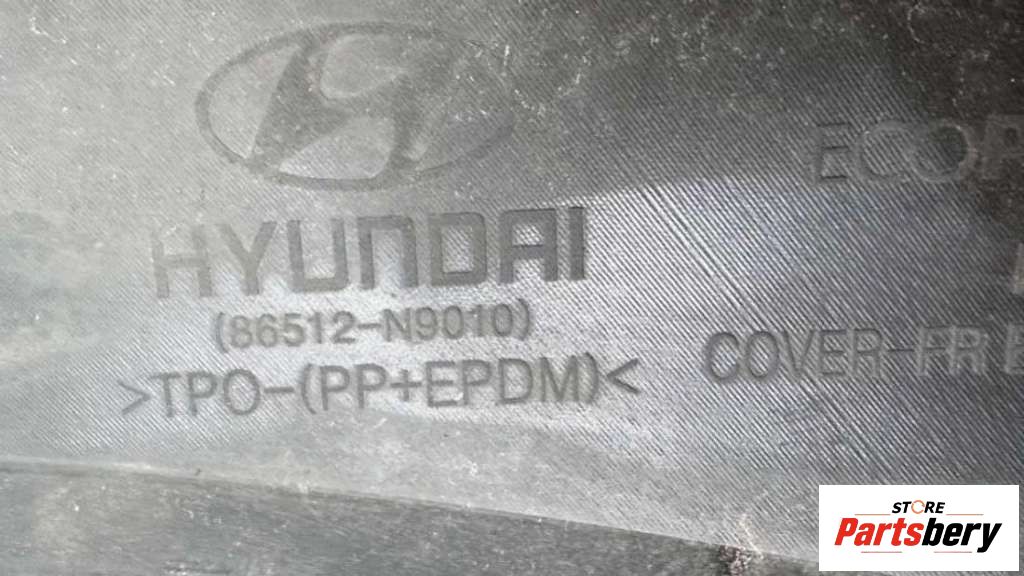 HYUNDAI
(86512-N9010)
>TPO-(PP+EPDM)<
COVER-FR
STORE
Partsbery